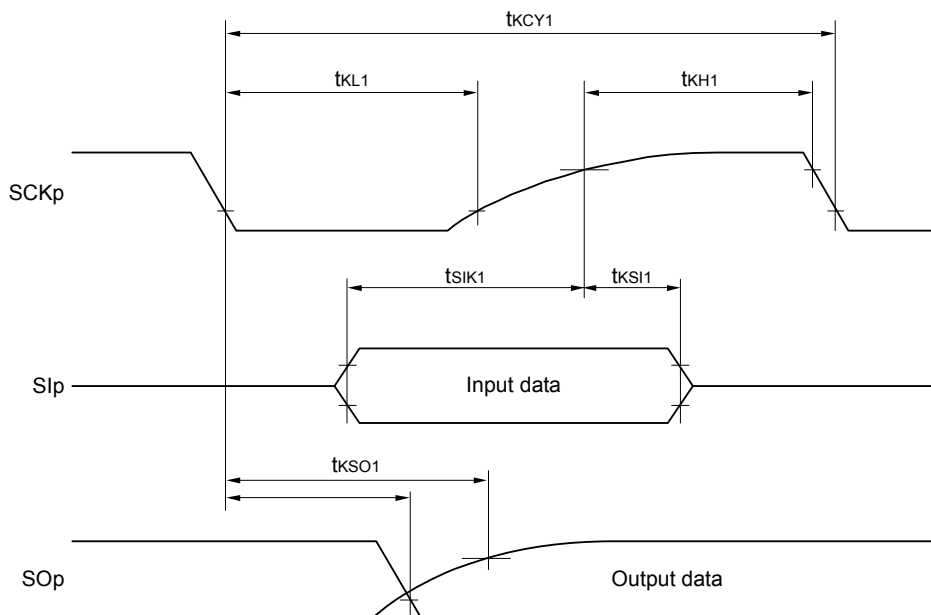 tKCY1
tKL1
tKH1
SCKp
tSIK1
tKSI1
SIp
Input data
tKSO1
SOp
Output data